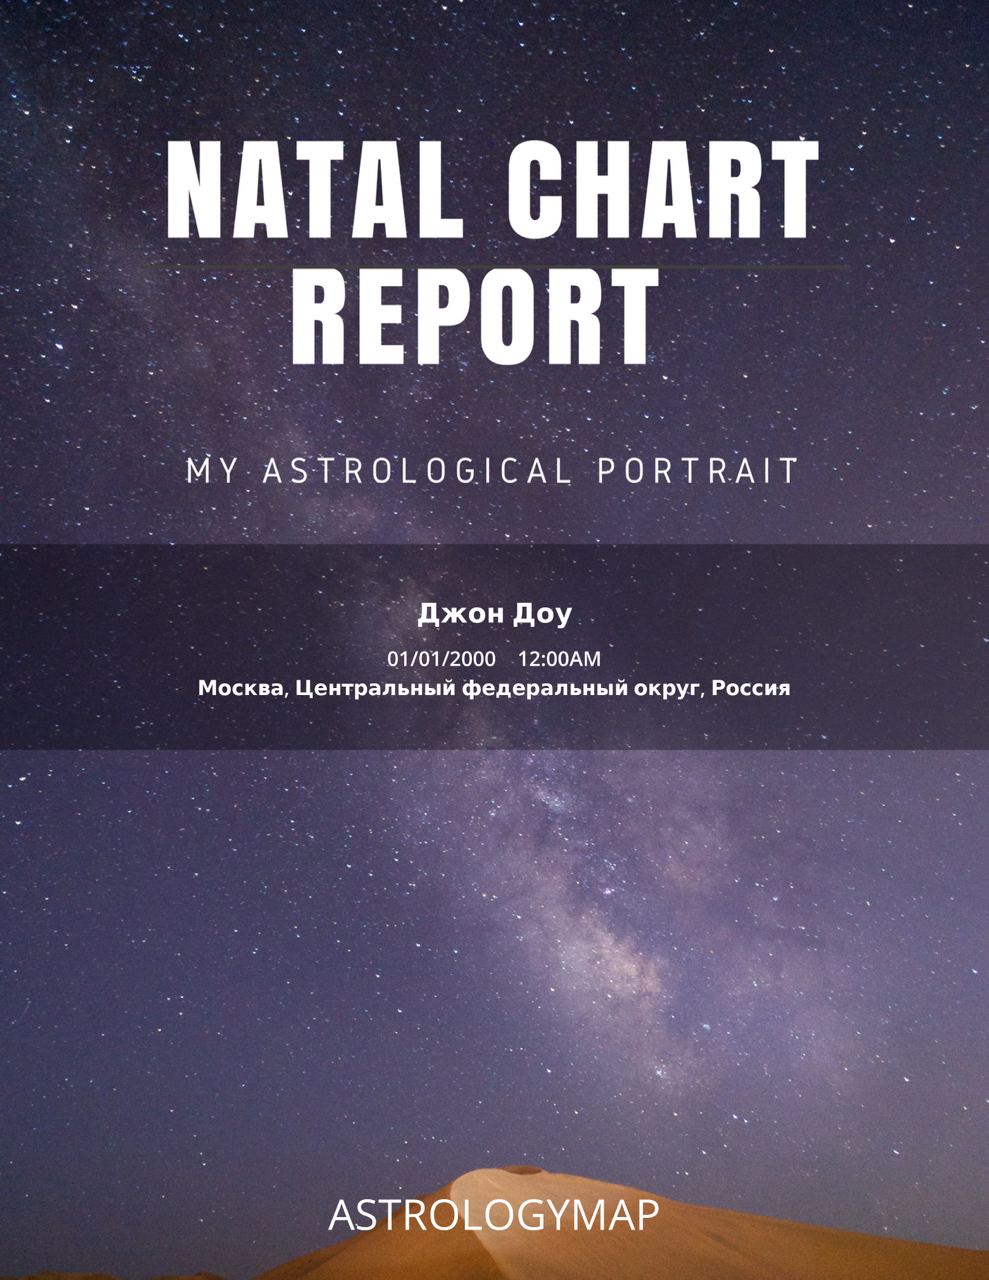 NATAL CHART
REPORT
MY ASTROLOGICAL PORTRAIT
Джон Доу
01/01/2000 12:00AM
Москва, Центральный федеральный округ, Россия
ASTROLOGYMAP